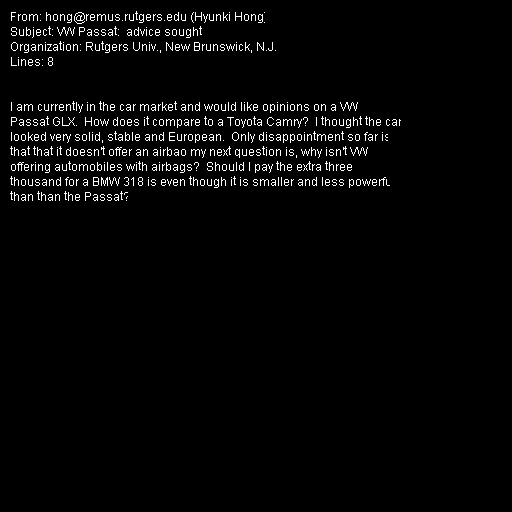 From: hong@remus.rutgers.edu (Hyunki Hong)
Subject: VW Passat:  advice sought
Organization: Rutgers Univ., New Brunswick, N.J.
Lines: 8

I am currently in the car market and would like opinions on a VW
Passat GLX.  How does it compare to a Toyota Camry?  I thought the car
looked very solid, stable and European.  Only disappointment so far is
that that it doesn't offer an airbao my next question is, why isn't VW
offering automobiles with airbags?  Should I pay the extra three
thousand for a BMW 318 is even though it is smaller and less powerfu
than than the Passat?